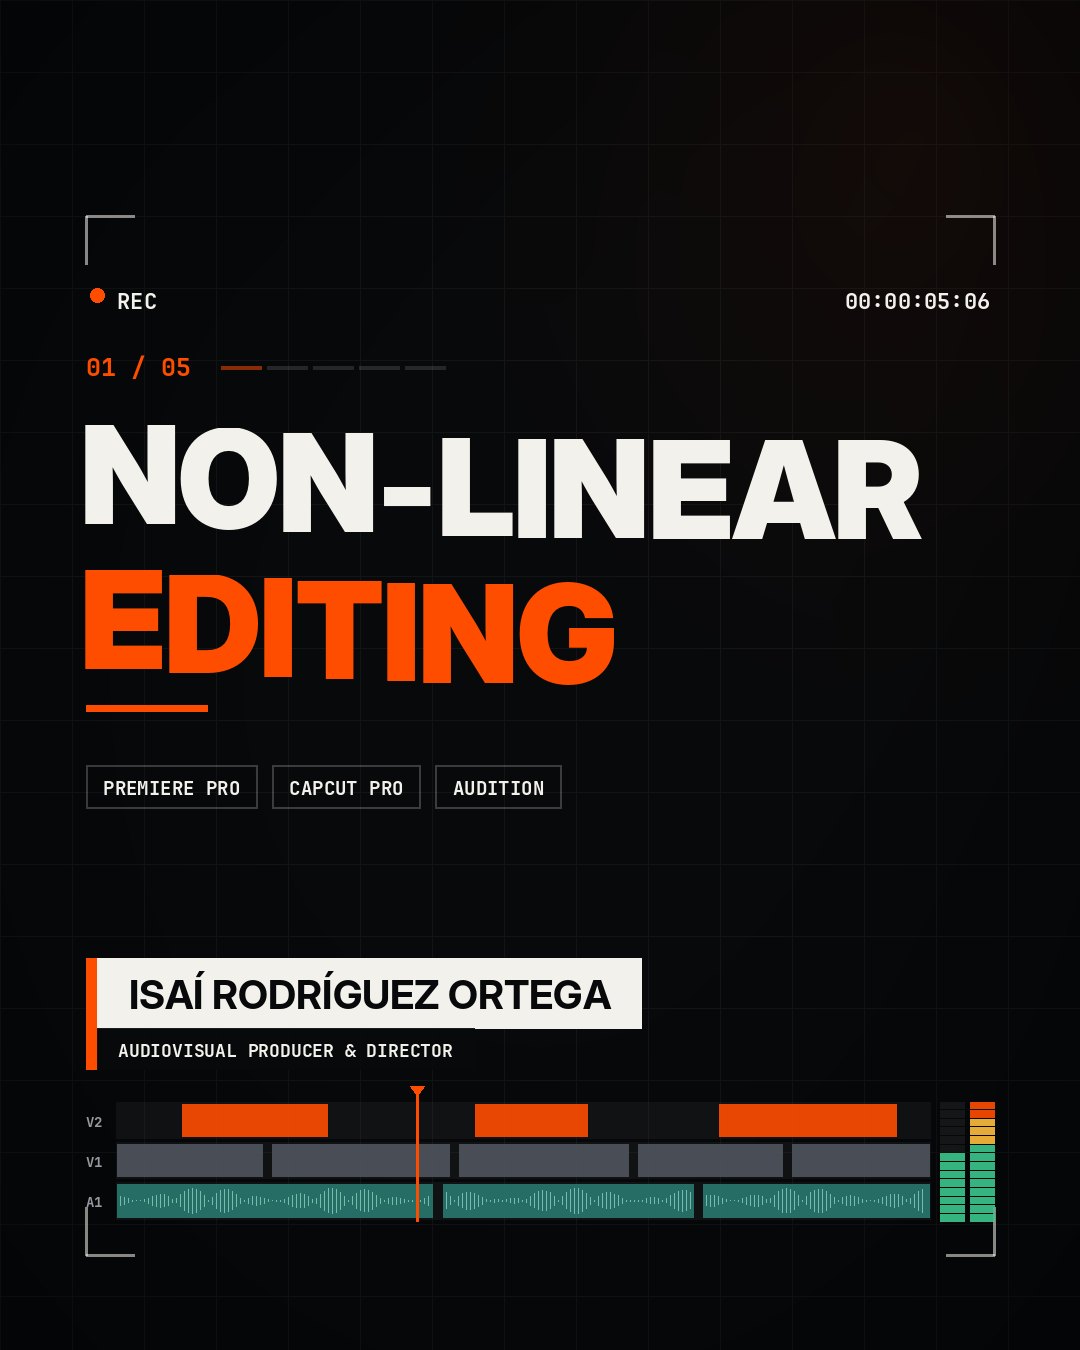 REC
00:00:05:06
01 / 05
NON-LINEAR
EDITING
PREMIERE PRO
CAPCUT PRO
AUDITION
ISAÍ RODRÍGUEZ ORTEGA
AUDIOVISUAL PRODUCER & DIRECTOR
V2
V1
A1